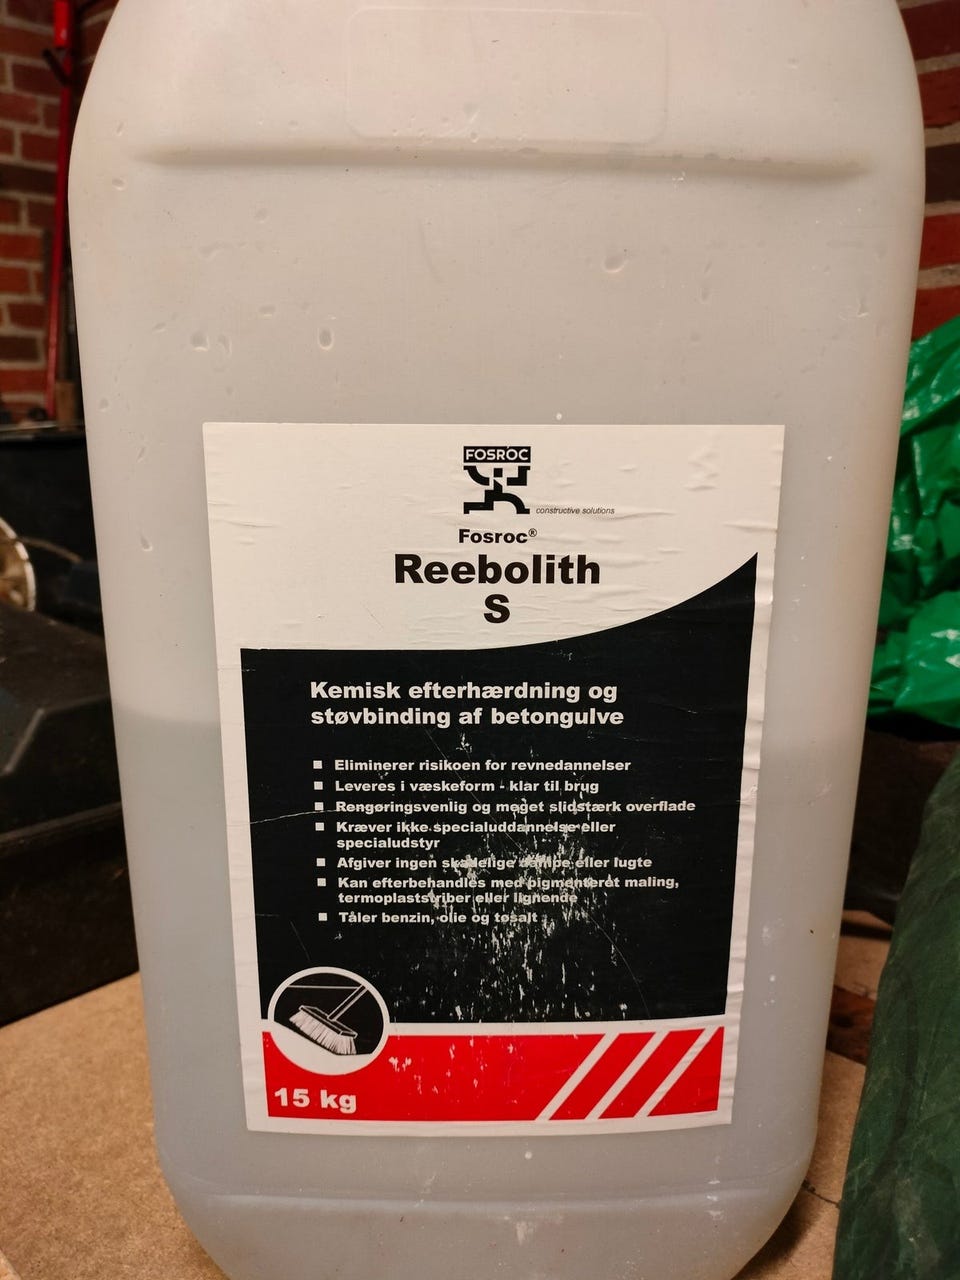 FOSROC
constructive solutions
Fosroc®
Reebolith
S
Kemisk efterhærdning og
støvbinding af betongulve
■ Eliminerer risikoen for revnedannelser
■ Leveres i væskeform - klar til brug
■ Rengøringsvenlig og meget slidstærk overflade
■ Kræver ikke specialuddannelse eller
specialudstyr
■ Afgiver ingen skadelige dampe eller lugte
■ Kan efterbehandles med pigmenteret maling,
termoplaststriber eller lignende
■ Tåler benzin, olie og tøsalt
15 kg